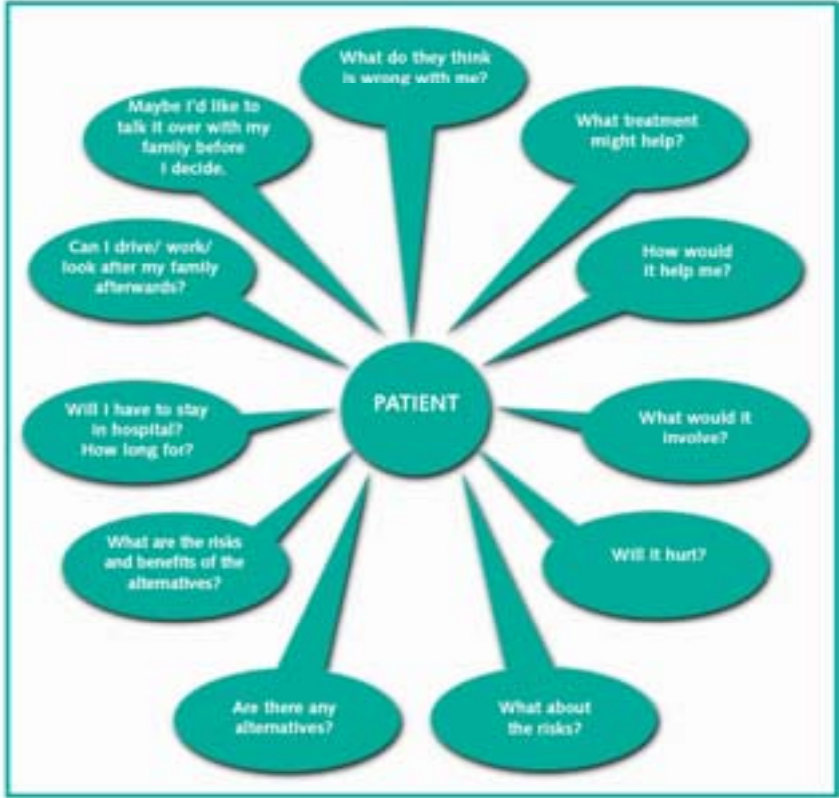 What do they think
is wrong with me?
What treatment
might help?
How would
it help me?
What would it
involve?
Will it hurt?
What about
the risks?
Are there any
alternatives?
What are the risks
and benefits of the
alternatives?
Will I have to stay
in hospital?
How long for?
Can I drive/ work/
look after my family
afterwards?
Maybe I'd like to
talk it over with my
family before
I decide.
PATIENT